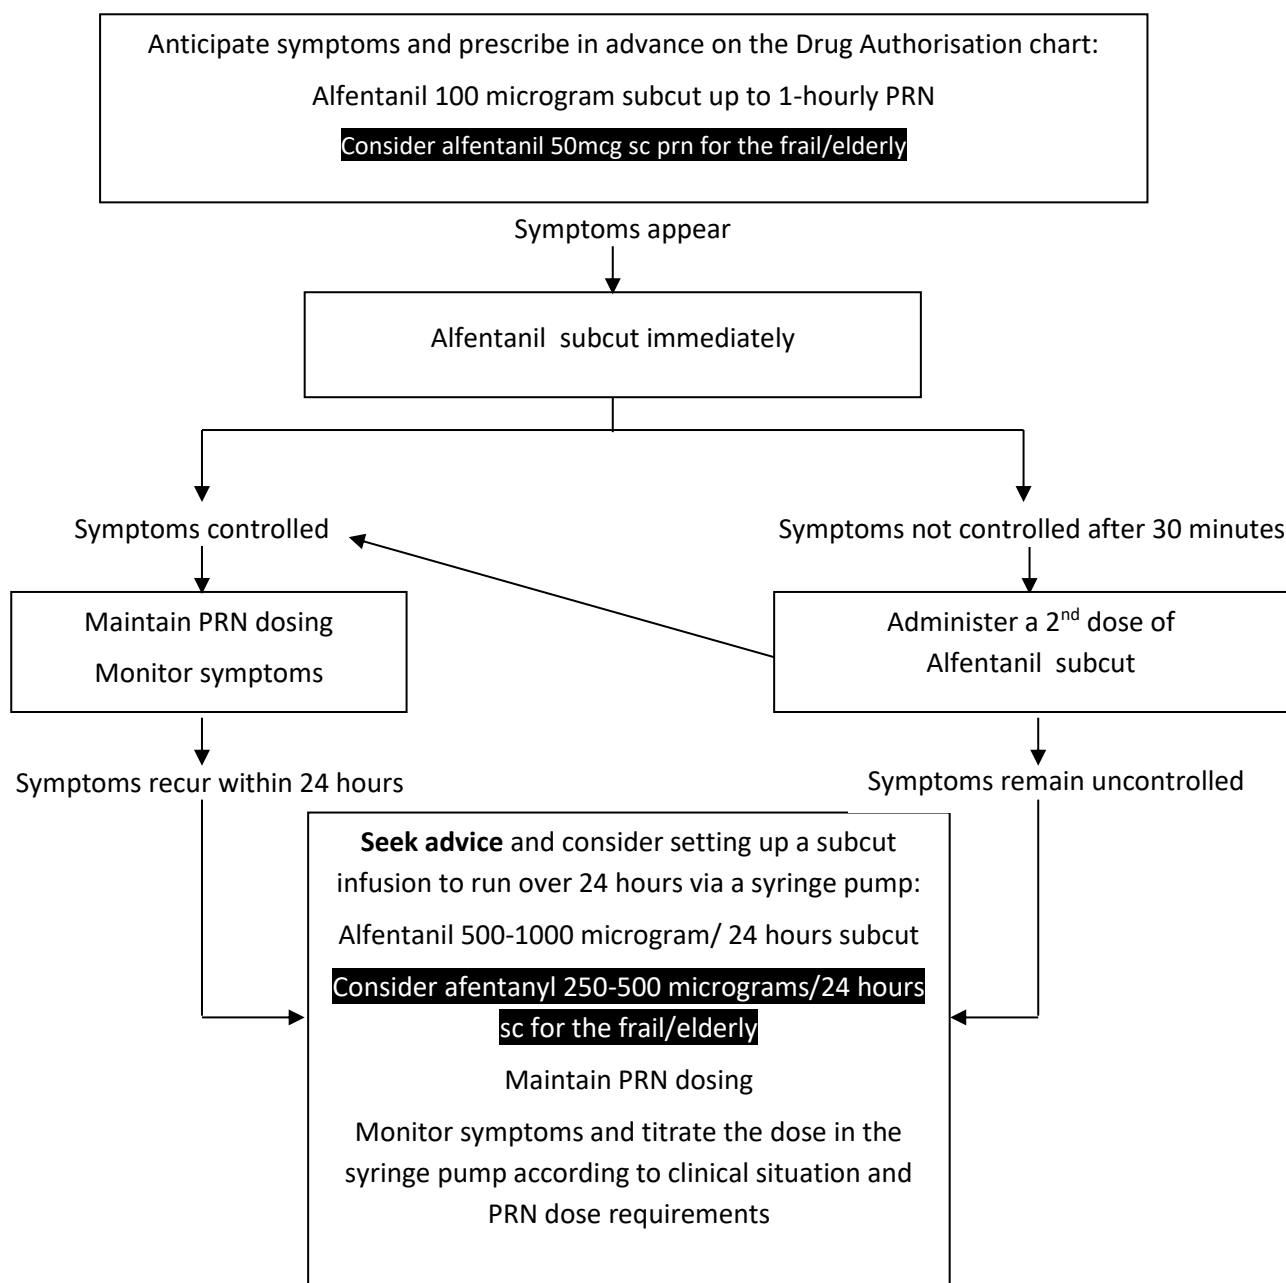 Anticipate symptoms and prescribe in advance on the Drug Authorisation chart:
Alfentanil 100 microgram subcut up to 1-hourly PRN
Consider alfentanil 50mcg sc prn for the frail/elderly
Symptoms appear
Alfentanil  subcut immediately
Symptoms controlled
Symptoms not controlled after 30 minutes
Maintain PRN dosing
Monitor symptoms
Administer a 2nd dose of
Alfentanil  subcut
Symptoms recur within 24 hours
Symptoms remain uncontrolled
Seek advice and consider setting up a subcut
infusion to run over 24 hours via a syringe pump:
Alfentanil 500-1000 microgram/ 24 hours subcut
Consider afentanyl 250-500 micrograms/24 hours
sc for the frail/elderly
Maintain PRN dosing
Monitor symptoms and titrate the dose in the
syringe pump according to clinical situation and
PRN dose requirements